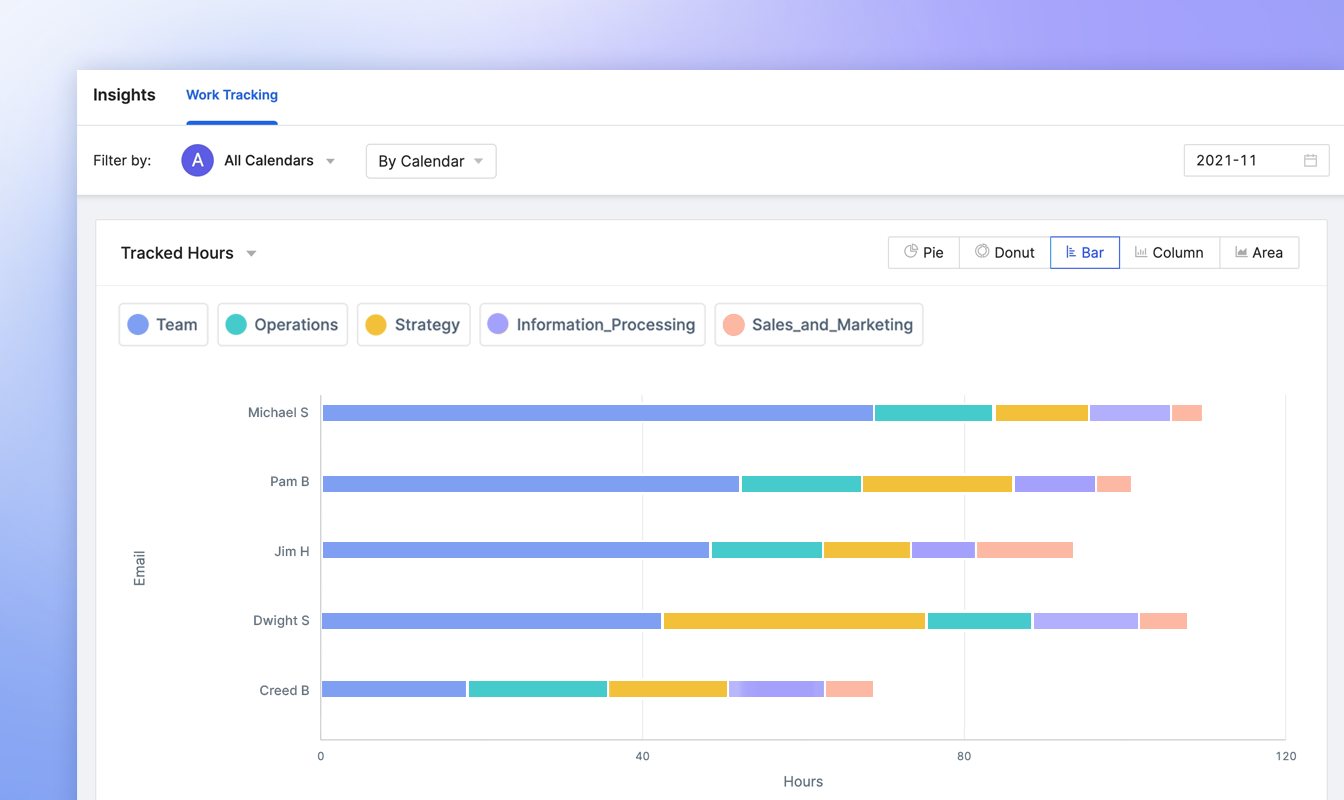 Insights Work Tracking
Filter by: A All Calendars By Calendar 2021-11
Tracked Hours Pie Donut Bar Column Area
Team Operations Strategy Information_Processing Sales_and_Marketing
Michael S
Pam B
Jim H
Email
Dwight S
Creed B
0 40 80 120
Hours